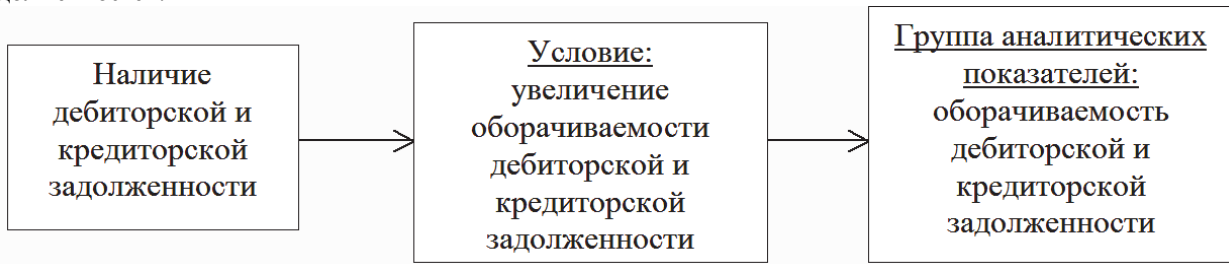 Наличие
дебиторской и
кредиторской
задолженности
Условие:
увеличение
оборачиваемости
дебиторской и
кредиторской
задолженности
Группа аналитических
показателей:
оборачиваемость
дебиторской и
кредиторской
задолженности